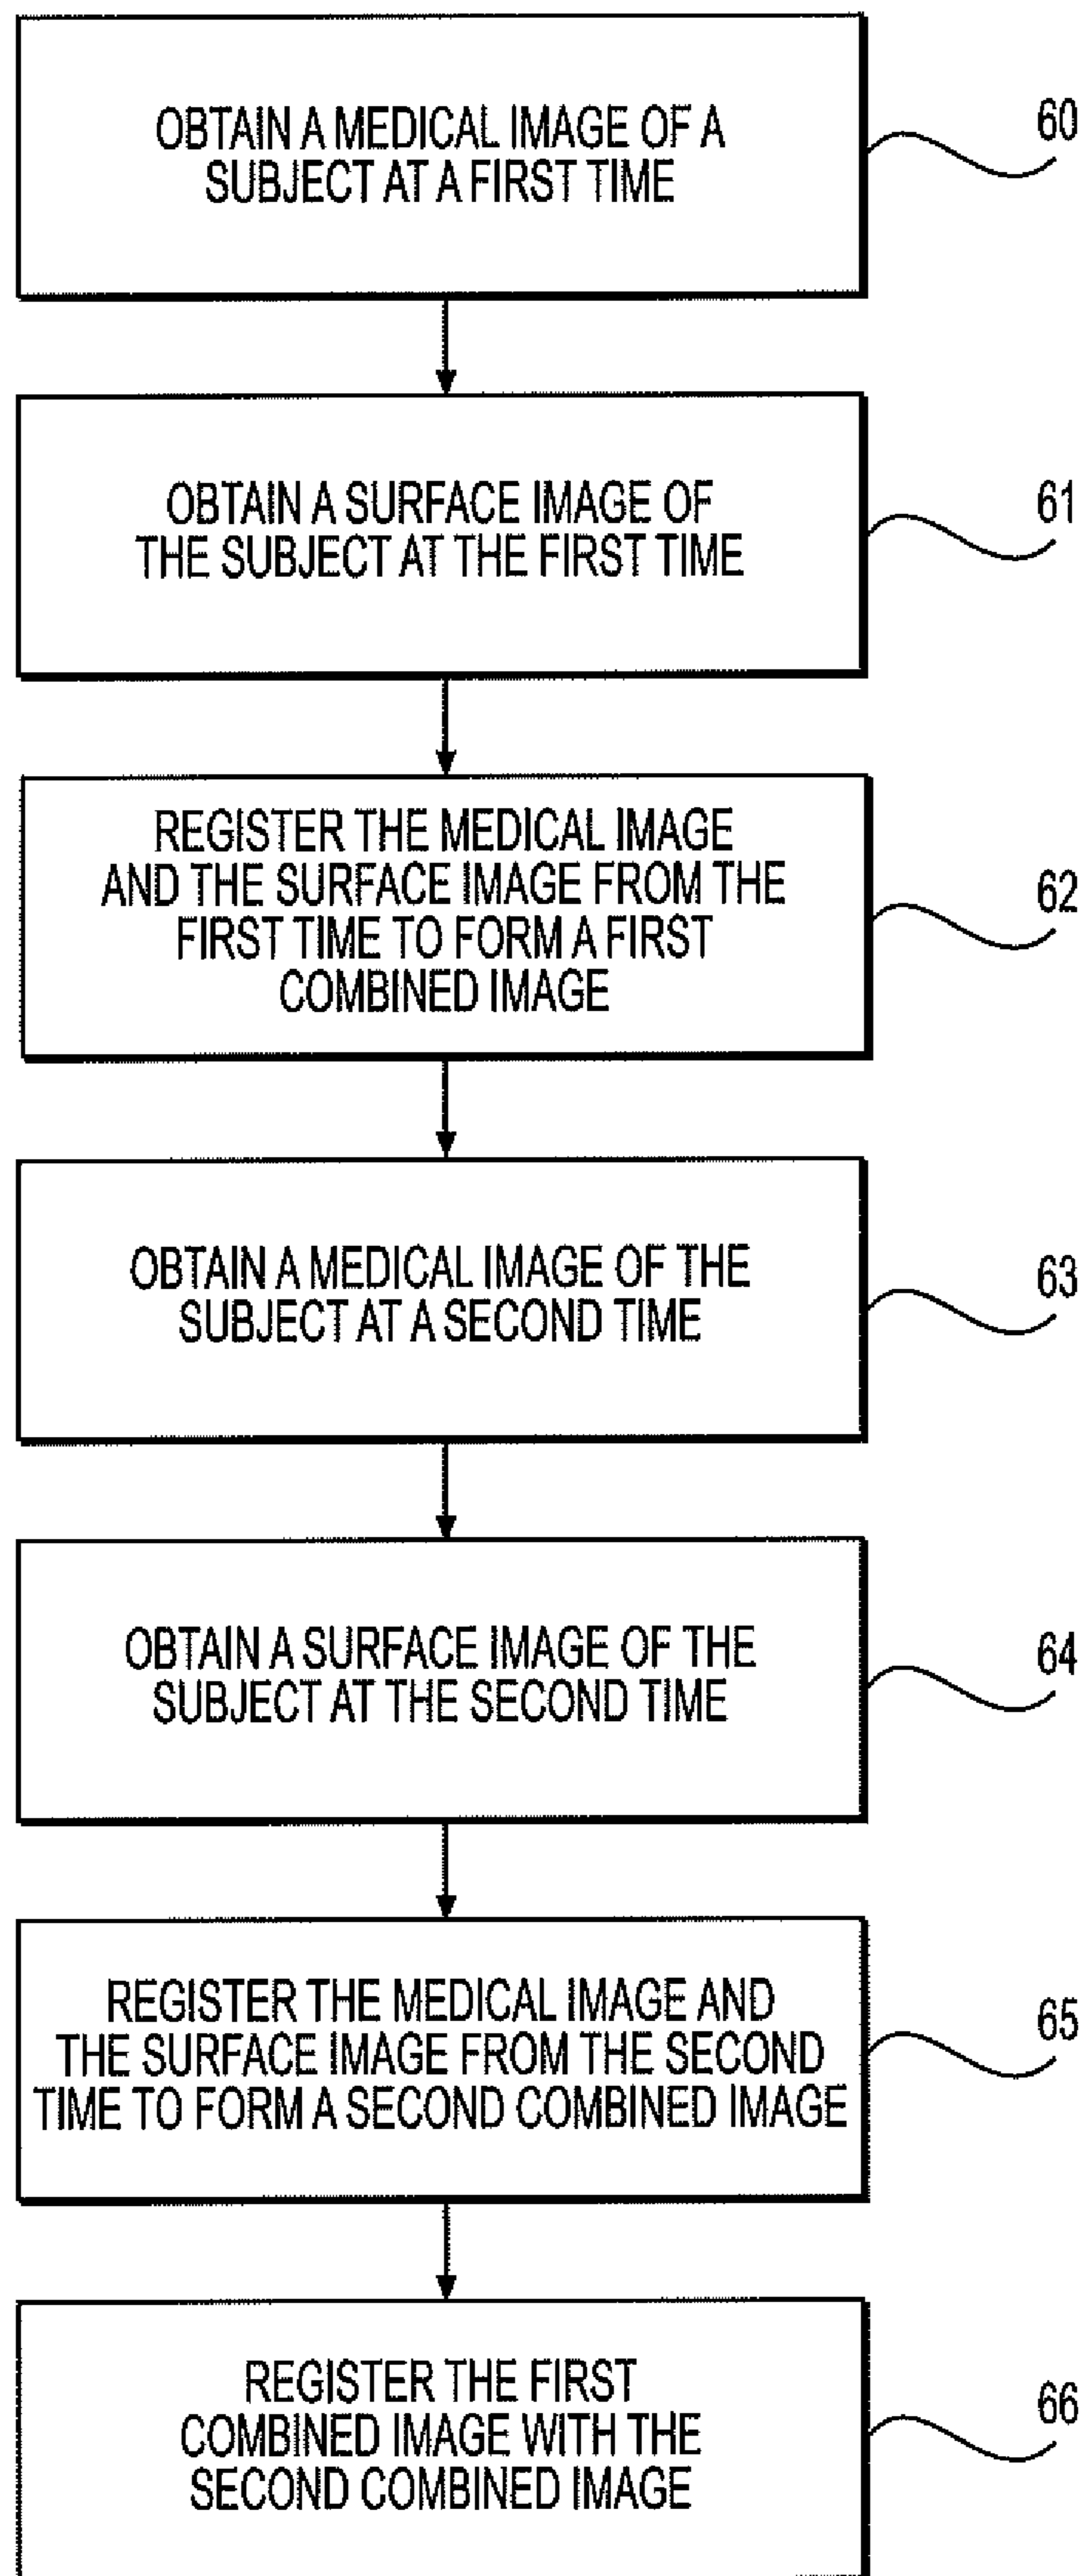 OBTAIN A MEDICAL IMAGE OF A
SUBJECT AT A FIRST TIME
60
OBTAIN A SURFACE IMAGE OF
THE SUBJECT AT THE FIRST TIME
61
REGISTER THE MEDICAL IMAGE
AND THE SURFACE IMAGE FROM THE
FIRST TIME TO FORM A FIRST
COMBINED IMAGE
62
OBTAIN A MEDICAL IMAGE OF THE
SUBJECT AT A SECOND TIME
63
OBTAIN A SURFACE IMAGE OF THE
SUBJECT AT THE SECOND TIME
64
REGISTER THE MEDICAL IMAGE AND
THE SURFACE IMAGE FROM THE SECOND
TIME TO FORM A SECOND COMBINED IMAGE
65
REGISTER THE FIRST
COMBINED IMAGE WITH THE
SECOND COMBINED IMAGE
66